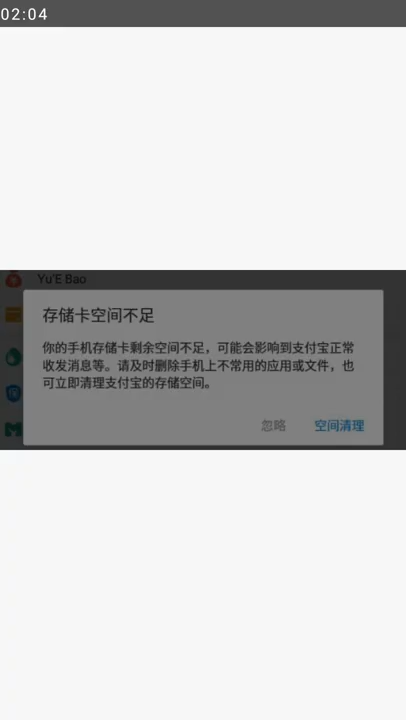 02:04
Yu'E Bao
存储卡空间不足
你的手机存储卡剩余空间不足，可能会影响到支付宝正常
收发消息等。请及时删除手机上不常用的应用或文件，也
可立即清理支付宝的存储空间。
忽略
空间清理